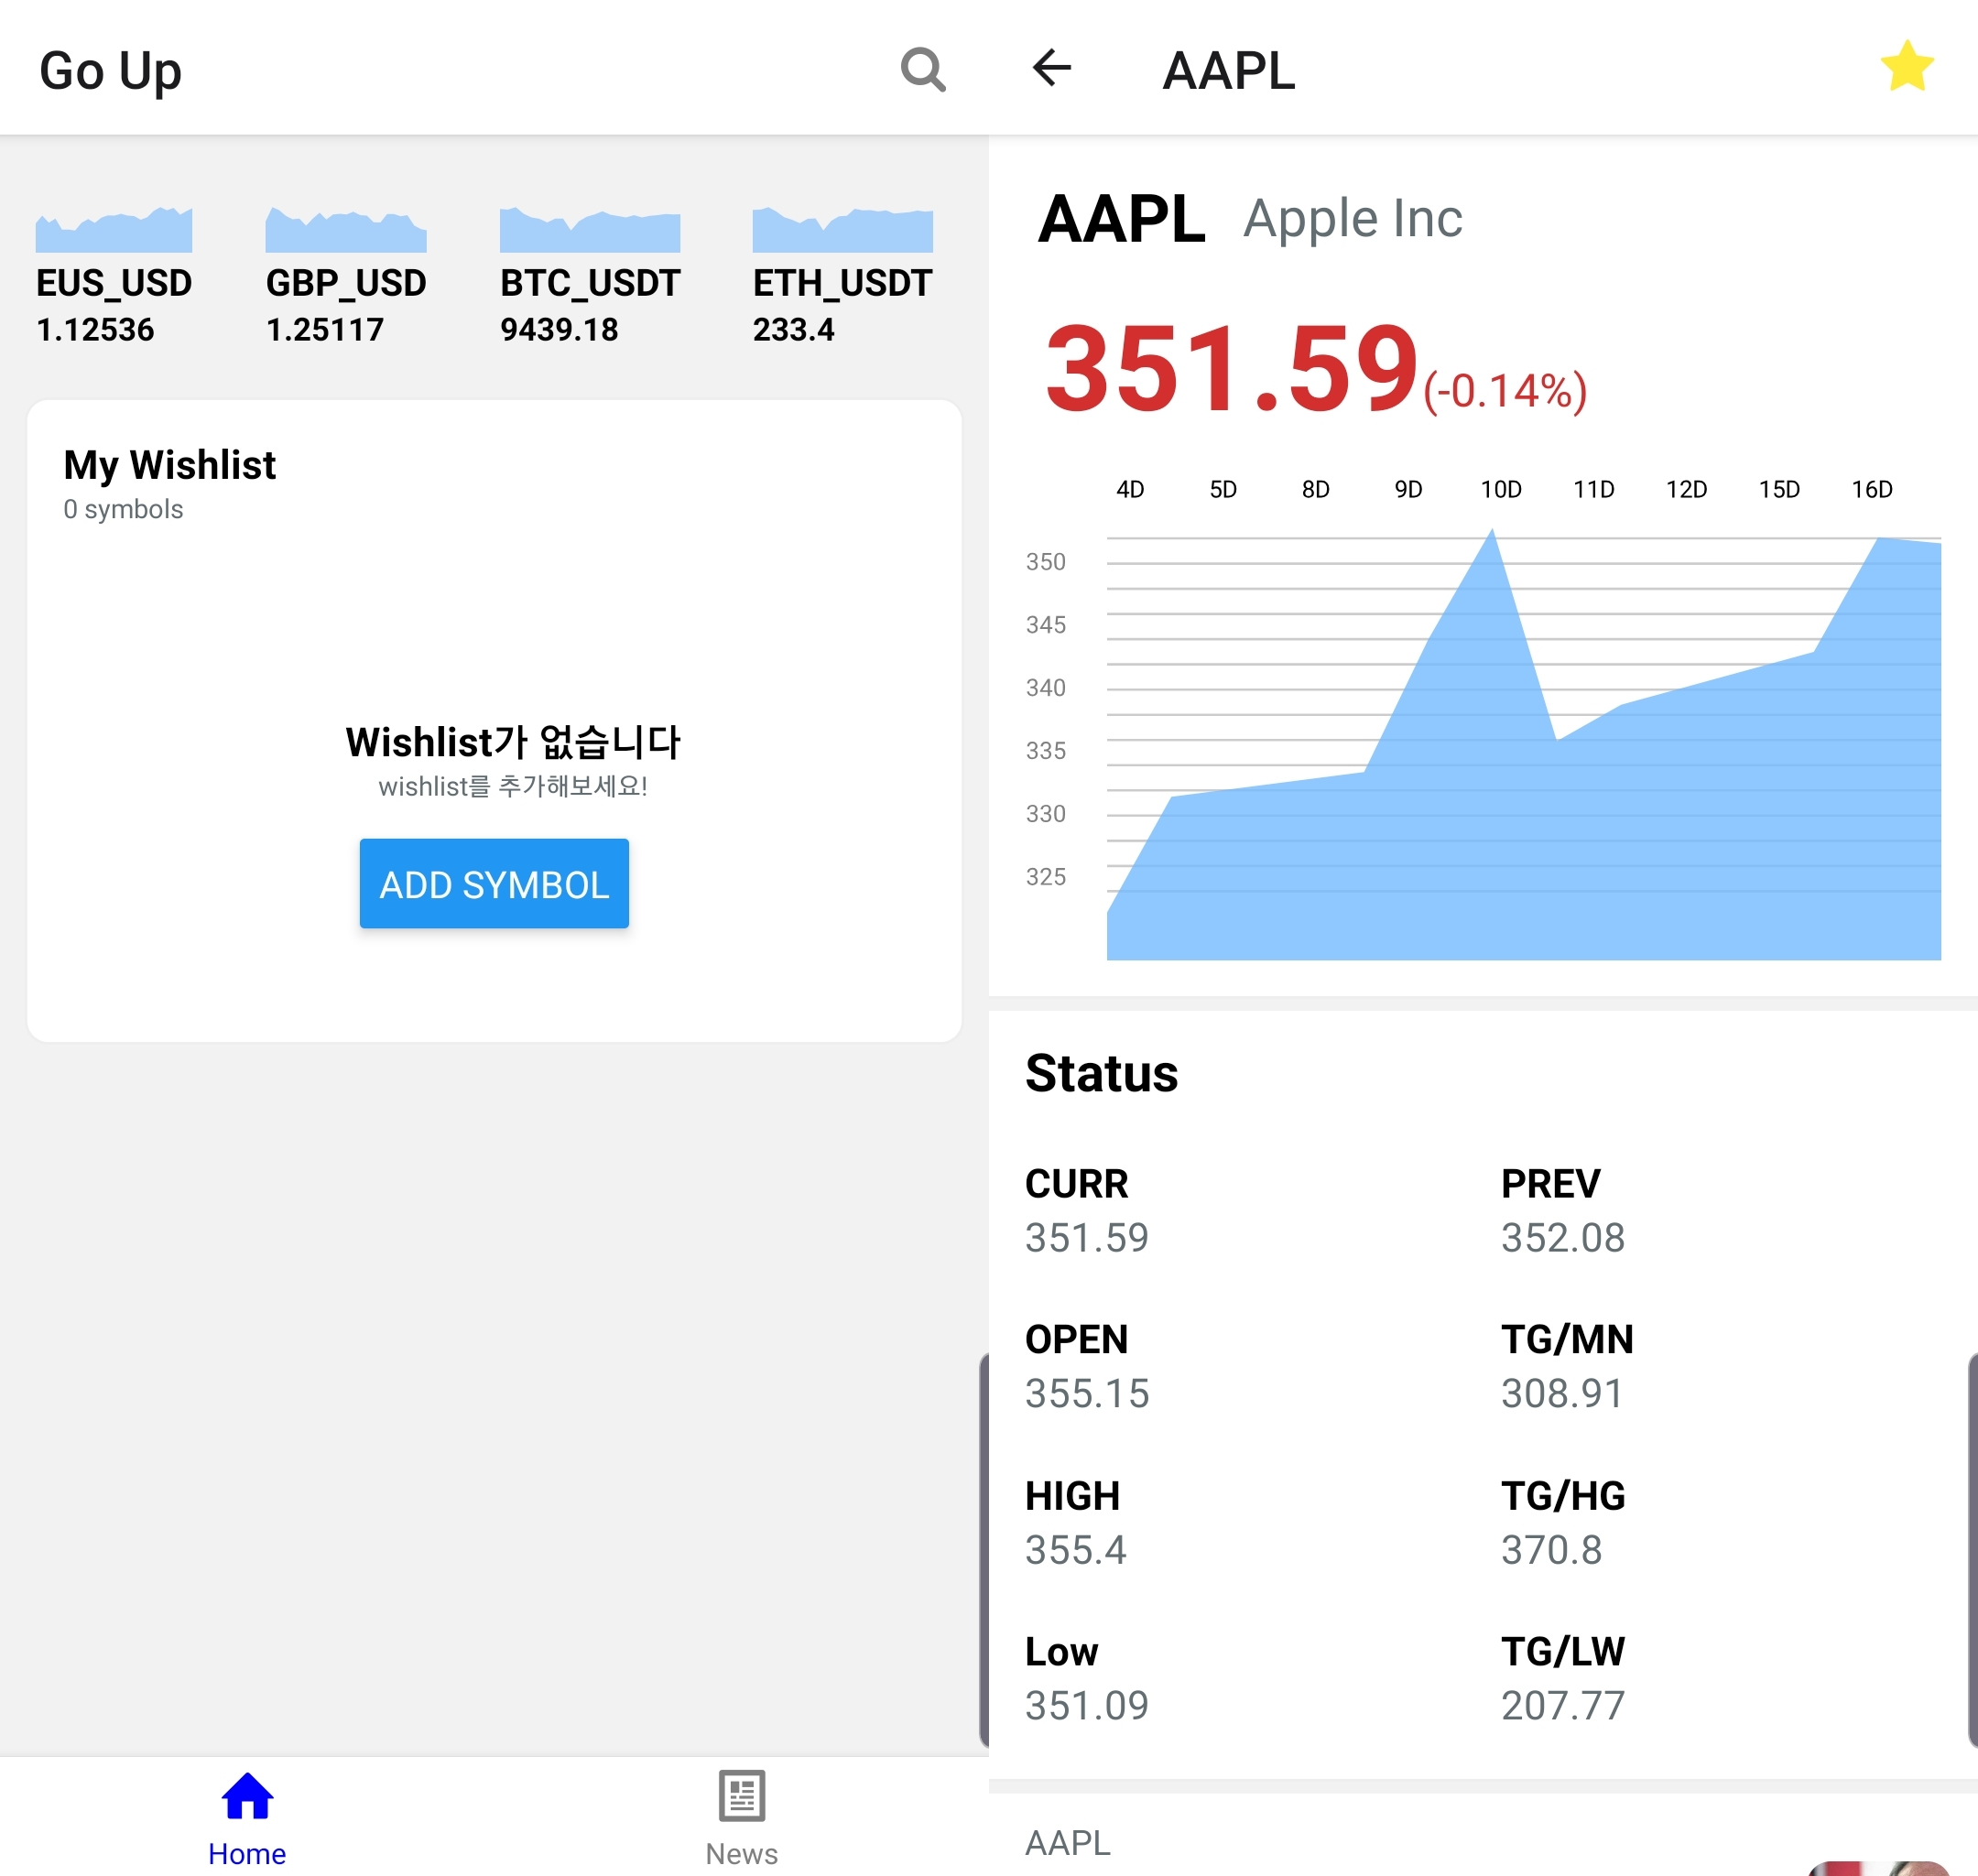 Go Up
EUS_USD GBP_USD BTC_USDT ETH_USDT
1.12536 1.25117 9439.18 233.4
My Wishlist
0 symbols
Wishlist가 없습니다
wishlist를 추가해보세요!
ADD SYMBOL
Home News
AAPL
AAPL Apple Inc
351.59(-0.14%)
4D 5D 8D 9D 10D 11D 12D 15D 16D
350
345
340
335
330
325
Status
CURR PREV
351.59 352.08
OPEN TG/MN
355.15 308.91
HIGH TG/HG
355.4 370.8
Low TG/LW
351.09 207.77
AAPL